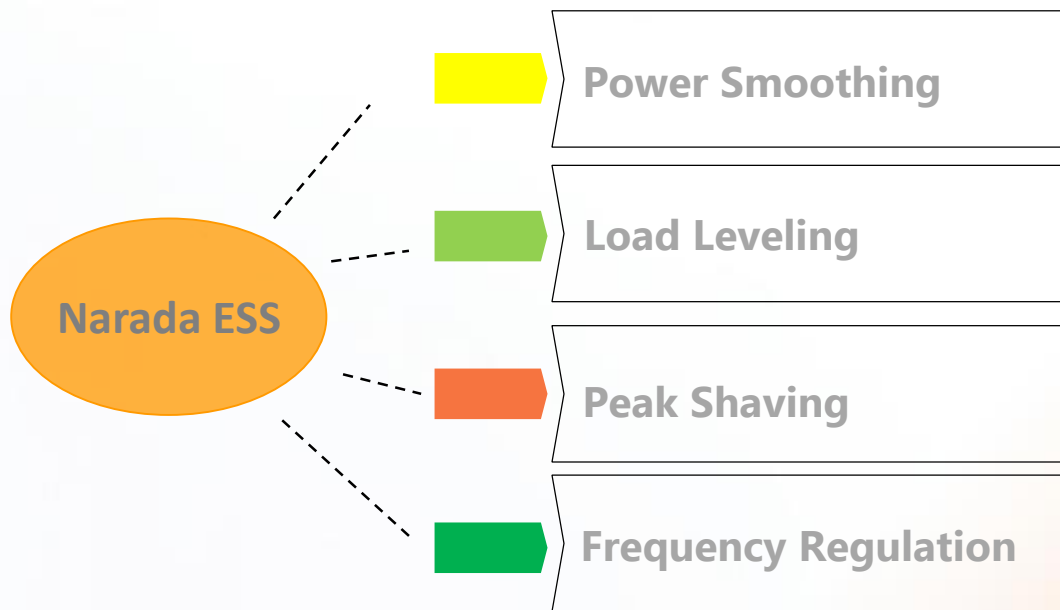 Power Smoothing
Load Leveling
Narada ESS
Peak Shaving
Frequency Regulation